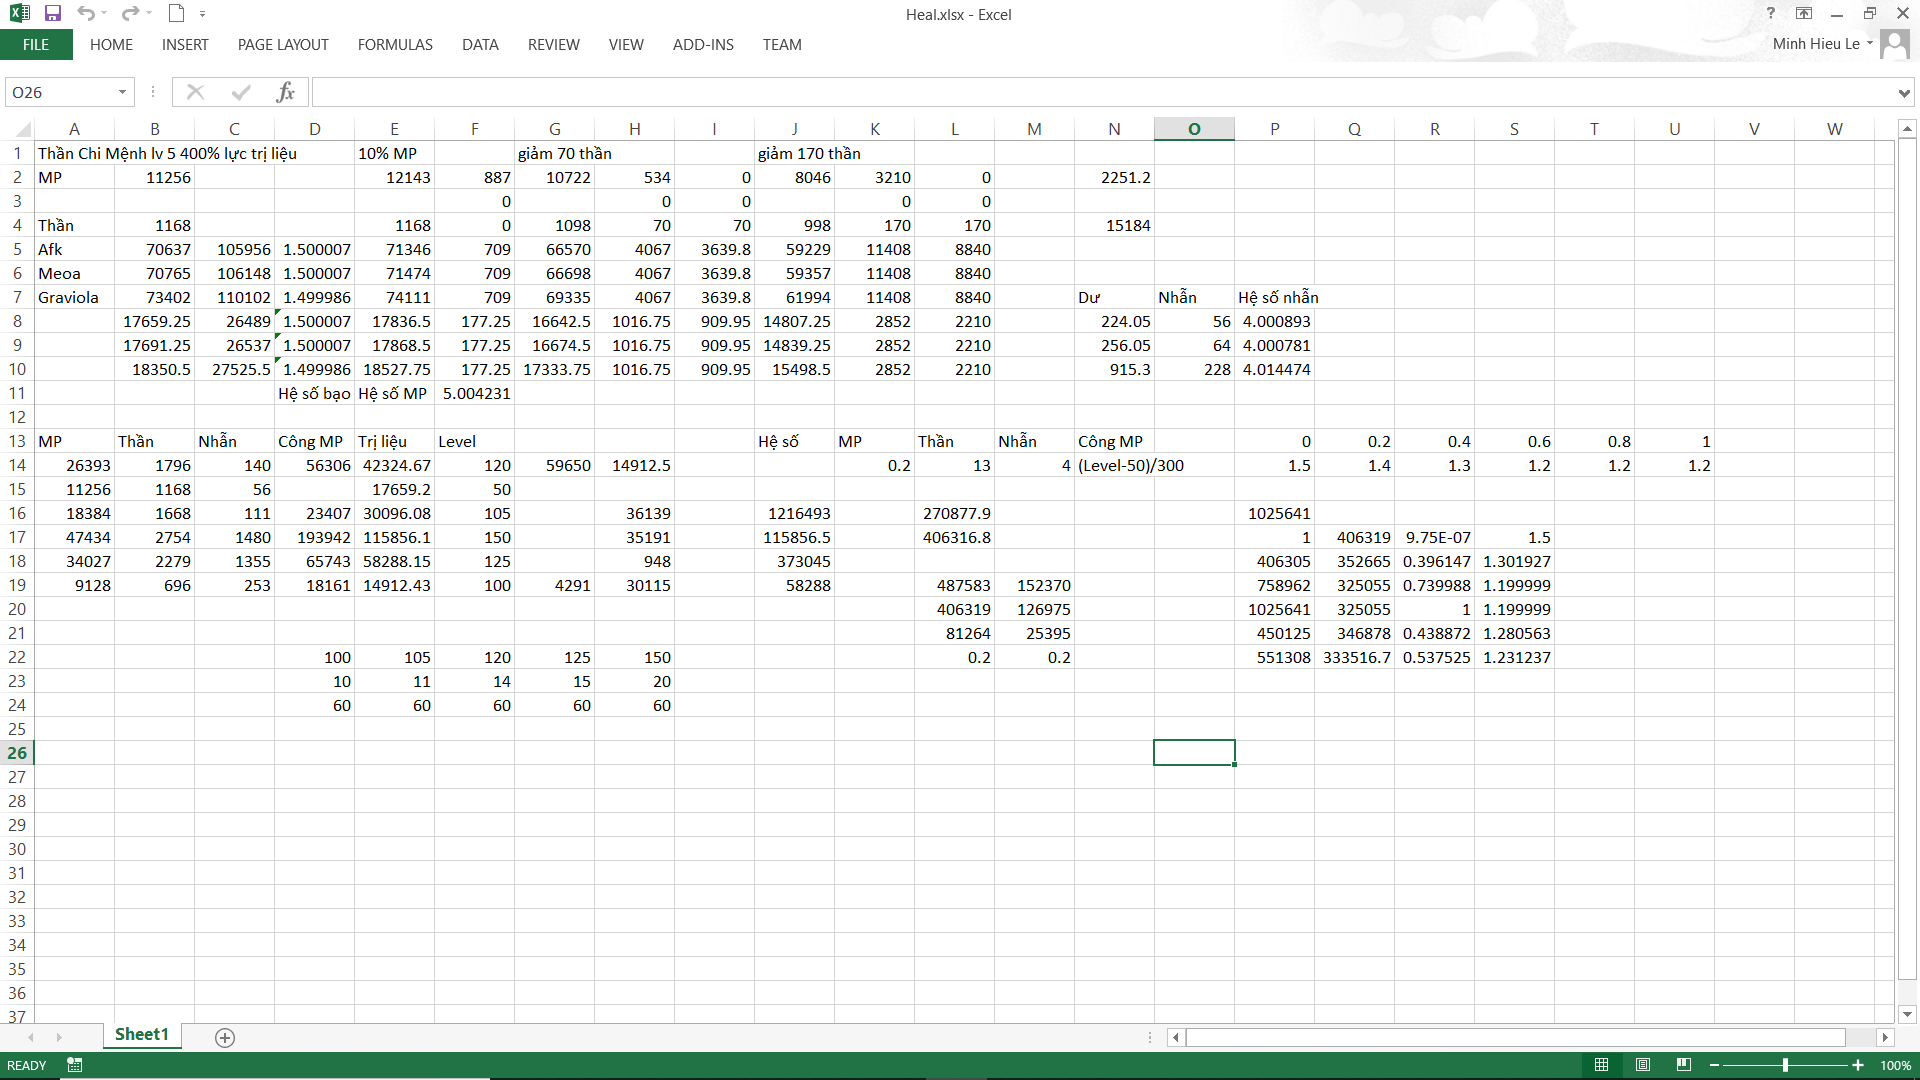 Heal.xlsx - Excel
?
FILE HOME INSERT PAGE LAYOUT FORMULAS DATA REVIEW VIEW ADD-INS TEAM
Minh Hieu Le
O26 fx
A B C D E F G H I J K L M N O P Q R S T U V W
1 Thần Chi Mệnh lv 5 400% lực trị liệu 10% MP giảm 70 thần giảm 170 thần
2 MP 11256 12143 887 10722 534 0 8046 3210 0 2251.2
3 0 0 0 0 0
4 Thần 1168 1168 0 1098 70 70 998 170 170 15184
5 Afk 70637 105956 1.500007 71346 709 66570 4067 3639.8 59229 11408 8840
6 Meoa 70765 106148 1.500007 71474 709 66698 4067 3639.8 59357 11408 8840
7 Graviola 73402 110102 1.499986 74111 709 69335 4067 3639.8 61994 11408 8840 Dư Nhẫn Hệ số nhẫn
8 17659.25 26489 1.500007 17836.5 177.25 16642.5 1016.75 909.95 14807.25 2852 2210 224.05 56 4.000893
9 17691.25 26537 1.500007 17868.5 177.25 16674.5 1016.75 909.95 14839.25 2852 2210 256.05 64 4.000781
10 18350.5 27525.5 1.499986 18527.75 177.25 17333.75 1016.75 909.95 15498.5 2852 2210 915.3 228 4.014474
11 Hệ số bạo Hệ số MP 5.004231
12
13 MP Thần Nhẫn Công MP Trị liệu Level Hệ số MP Thần Nhẫn Công MP 0 0.2 0.4 0.6 0.8 1
14 26393 1796 140 56306 42324.67 120 59650 14912.5 0.2 13 4 (Level-50)/300 1.5 1.4 1.3 1.2 1.2 1.2
15 11256 1168 56 17659.2 50
16 18384 1668 111 23407 30096.08 105 36139 1216493 270877.9 1025641
17 47434 2754 1480 193942 115856.1 150 35191 115856.5 406316.8 1 406319 9.75E-07 1.5
18 34027 2279 1355 65743 58288.15 125 948 373045 406305 352665 0.396147 1.301927
19 9128 696 253 18161 14912.43 100 4291 30115 58288 487583 152370 758962 325055 0.739988 1.199999
20 406319 126975 1025641 325055 1 1.199999
21 81264 25395 450125 346878 0.438872 1.280563
22 100 105 120 125 150 0.2 0.2 551308 333516.7 0.537525 1.231237
23 10 11 14 15 20
24 60 60 60 60 60
25
26
27
28
29
30
31
32
33
34
35
36
37
Sheet1
READY 100%